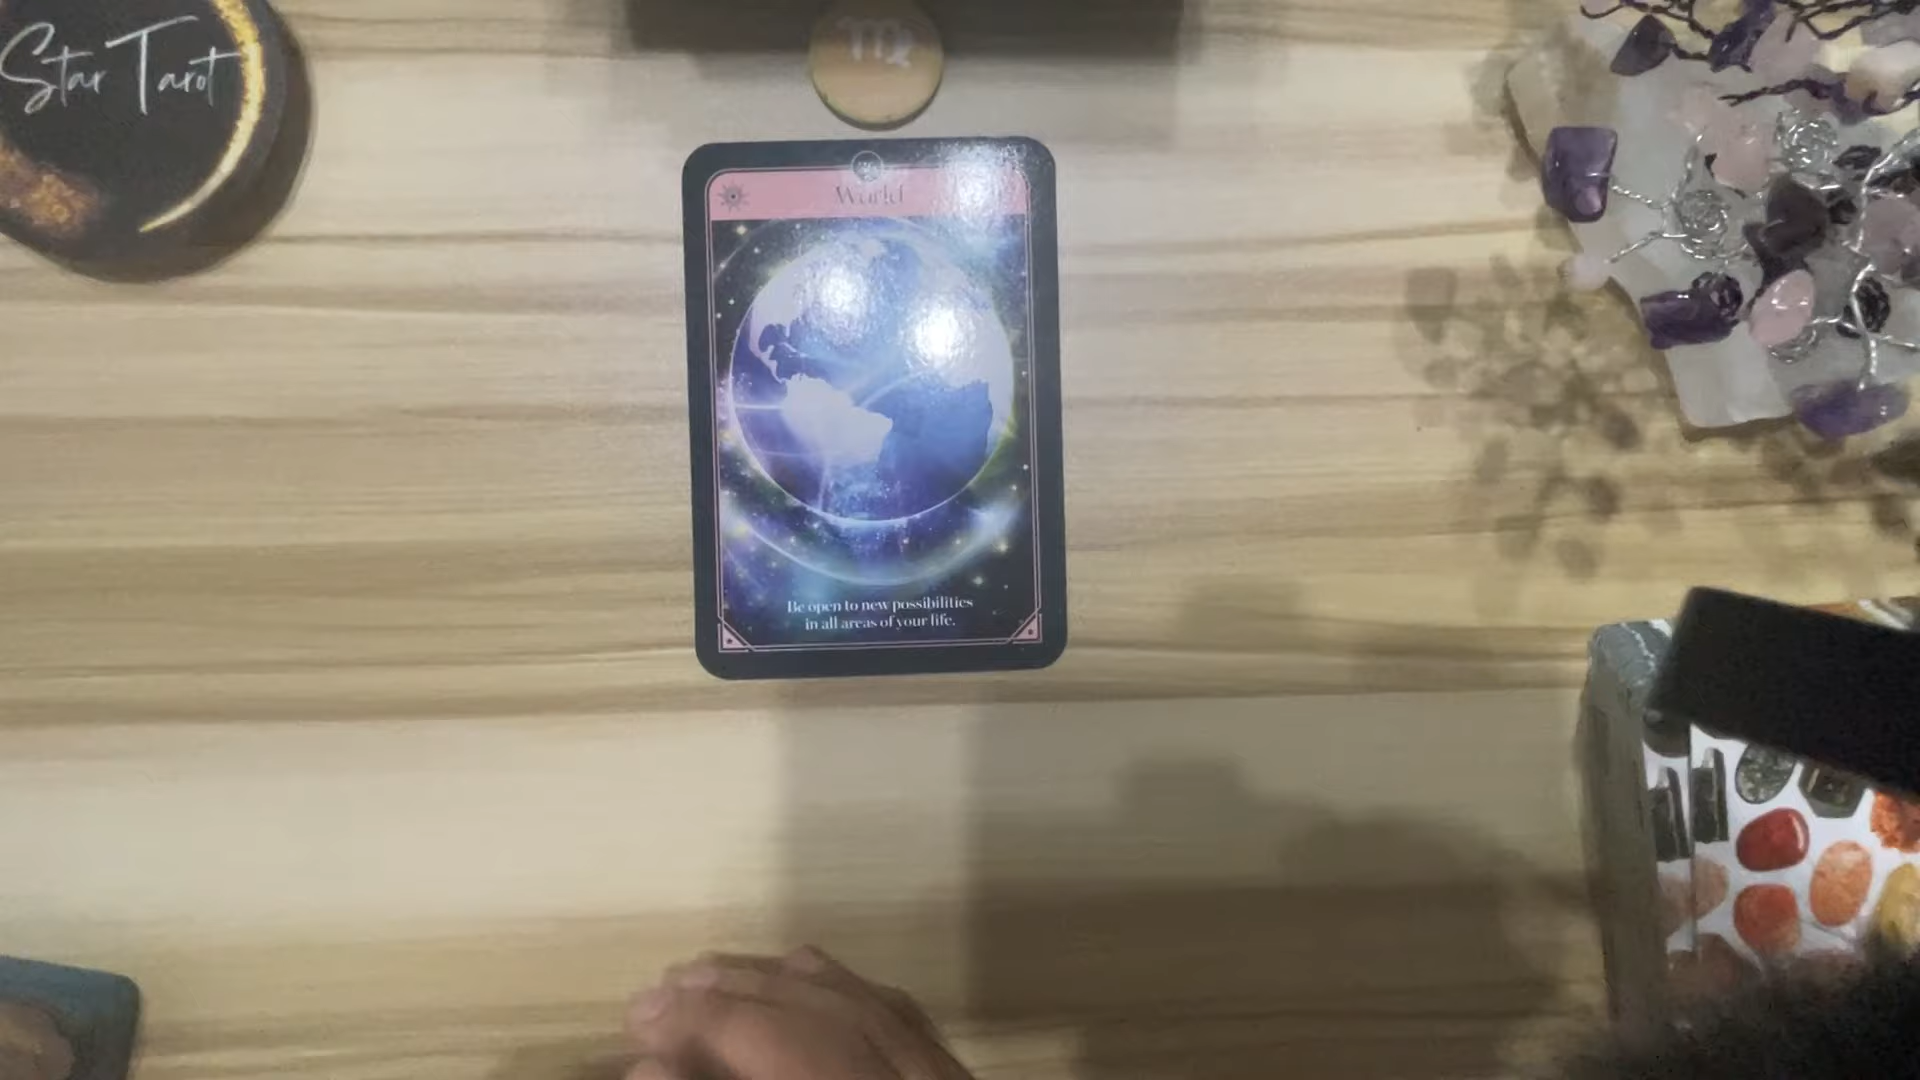 Star Tarot
World
Be open to new possibilities
in all areas of your life.